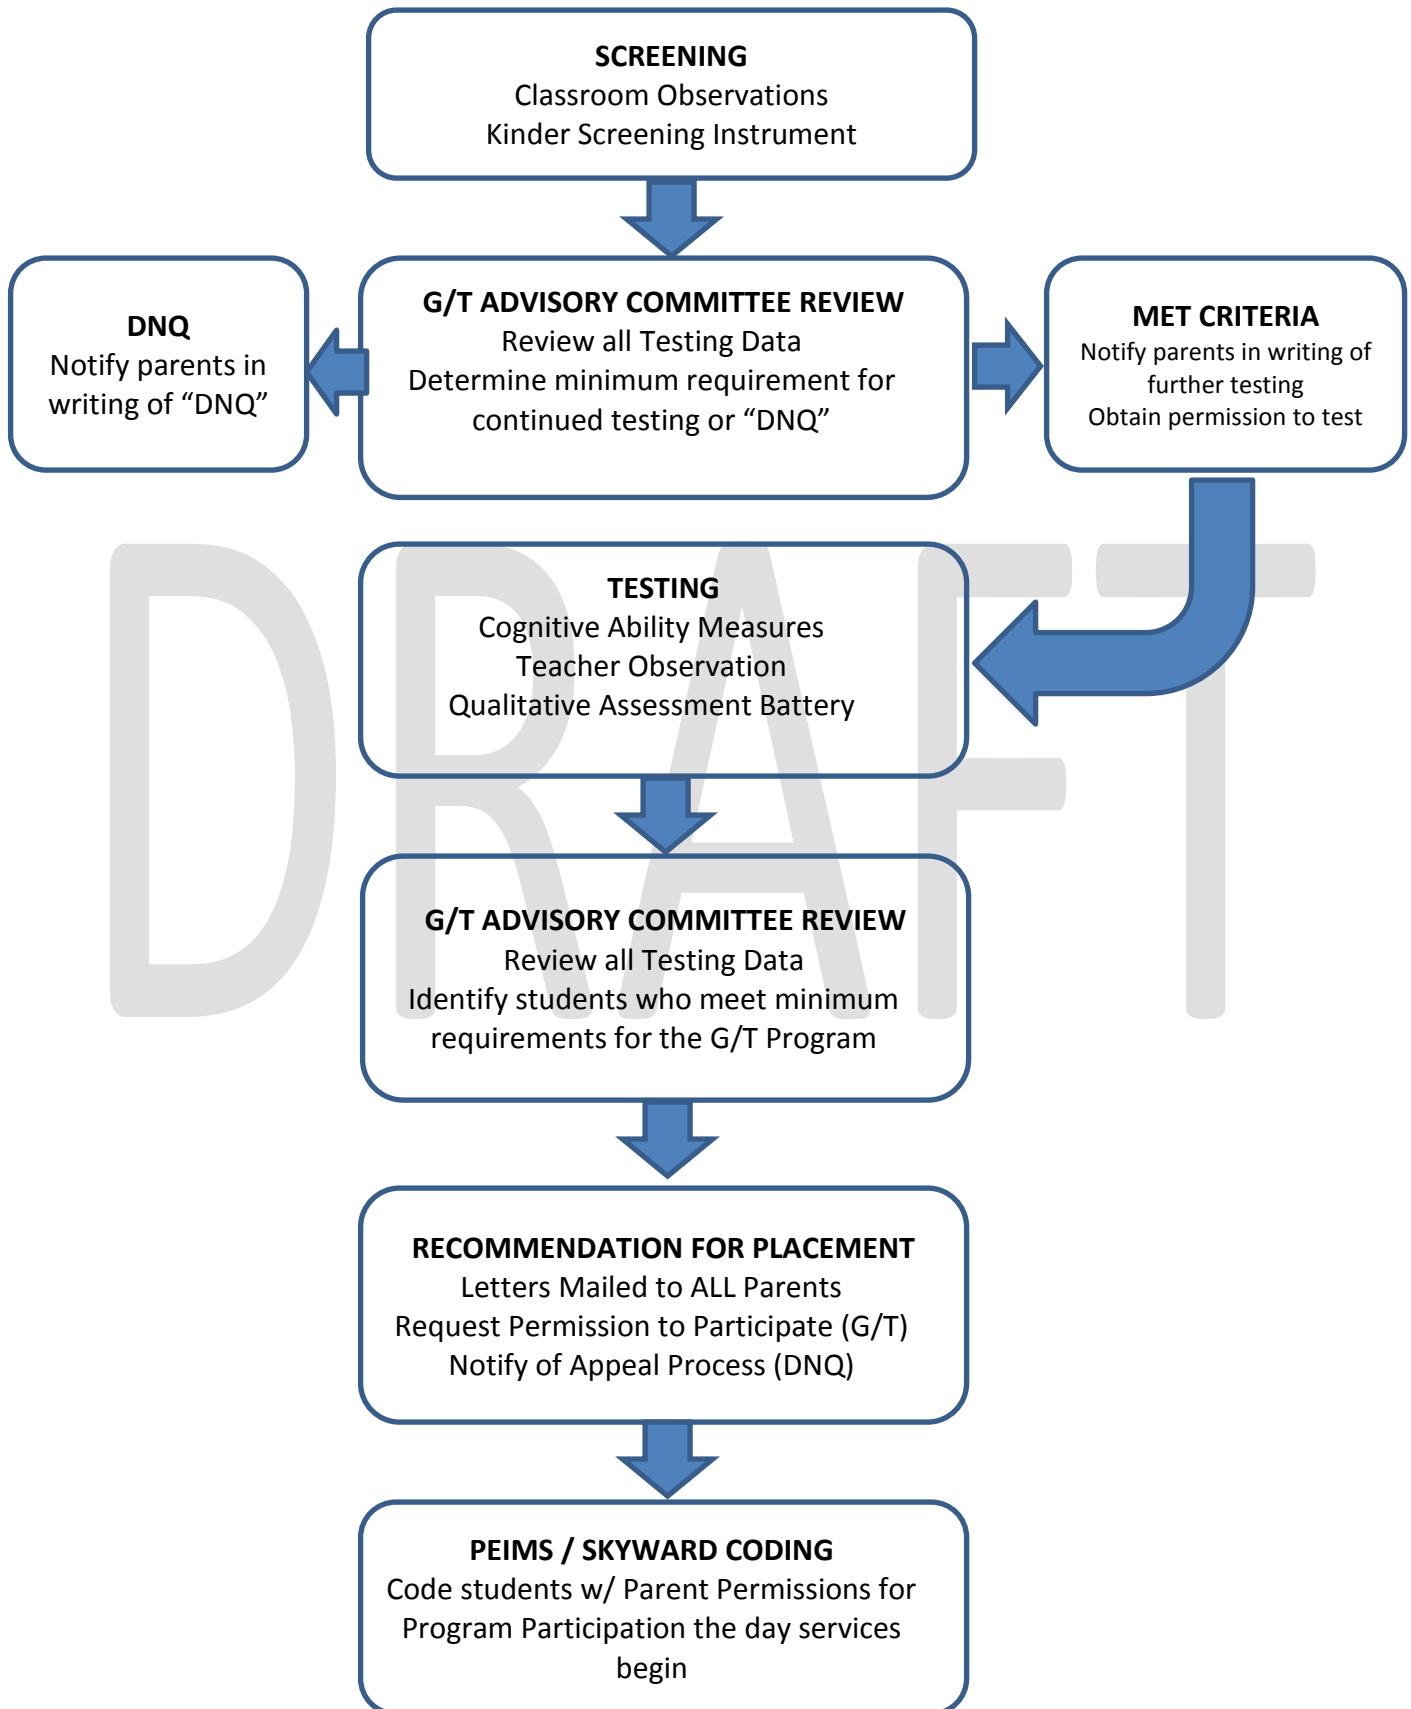 SCREENING
Classroom Observations
Kinder Screening Instrument
DNQ
Notify parents in
writing of “DNQ”
G/T ADVISORY COMMITTEE REVIEW
Review all Testing Data
Determine minimum requirement for
continued testing or “DNQ”
MET CRITERIA
Notify parents in writing of
further testing
Obtain permission to test
TESTING
Cognitive Ability Measures
Teacher Observation
Qualitative Assessment Battery
DRAFT
G/T ADVISORY COMMITTEE REVIEW
Review all Testing Data
Identify students who meet minimum
requirements for the G/T Program
RECOMMENDATION FOR PLACEMENT
Letters Mailed to ALL Parents
Request Permission to Participate (G/T)
Notify of Appeal Process (DNQ)
PEIMS / SKYWARD CODING
Code students w/ Parent Permissions for
Program Participation the day services
begin